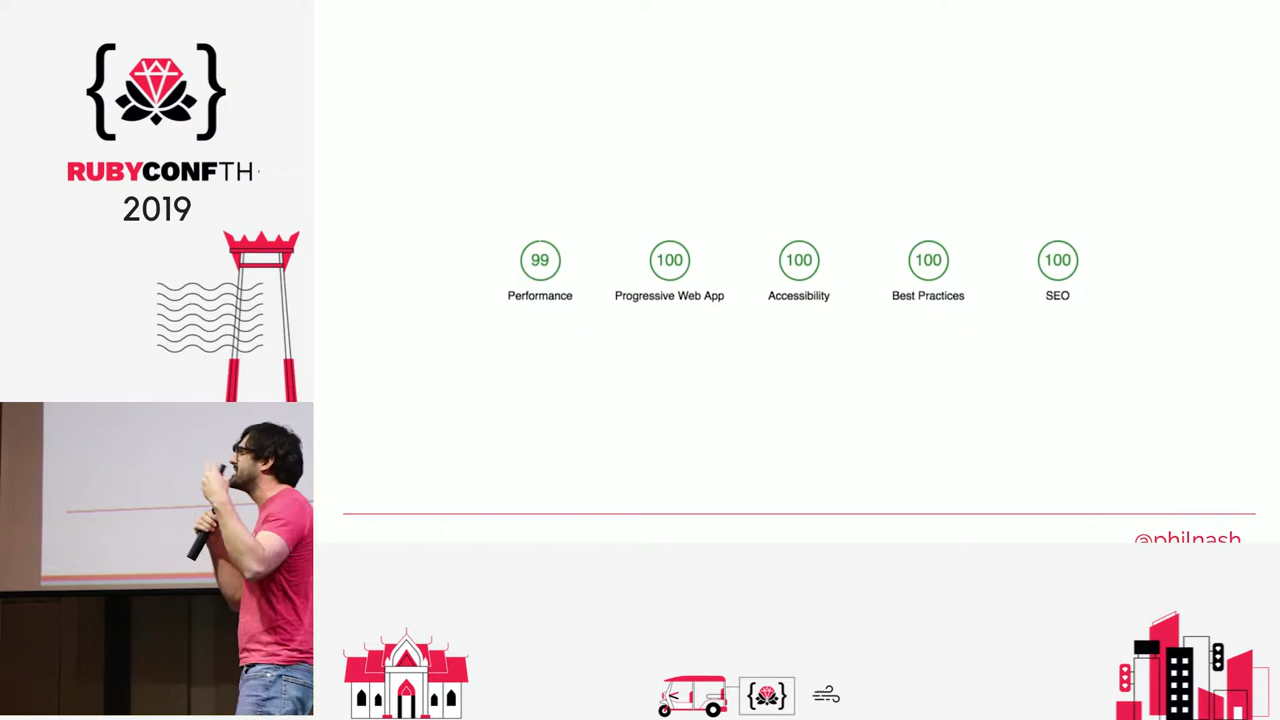 RUBYCONFTH
2019
99
100
100
100
100
Performance
Progressive Web App
Accessibility
Best Practices
SEO
@philnash